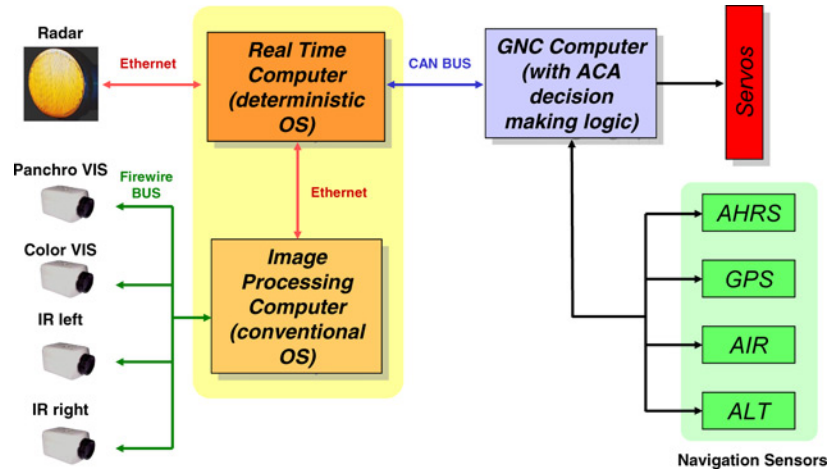 Radar
Ethernet
Real Time
Computer
(deterministic
OS)
CAN BUS
GNC Computer
(with ACA
decision
making logic)
Servos
Panchro VIS
Firewire
BUS
Ethernet
Color VIS
IR left
IR right
Image
Processing
Computer
(conventional
OS)
AHRS
GPS
AIR
ALT
Navigation Sensors